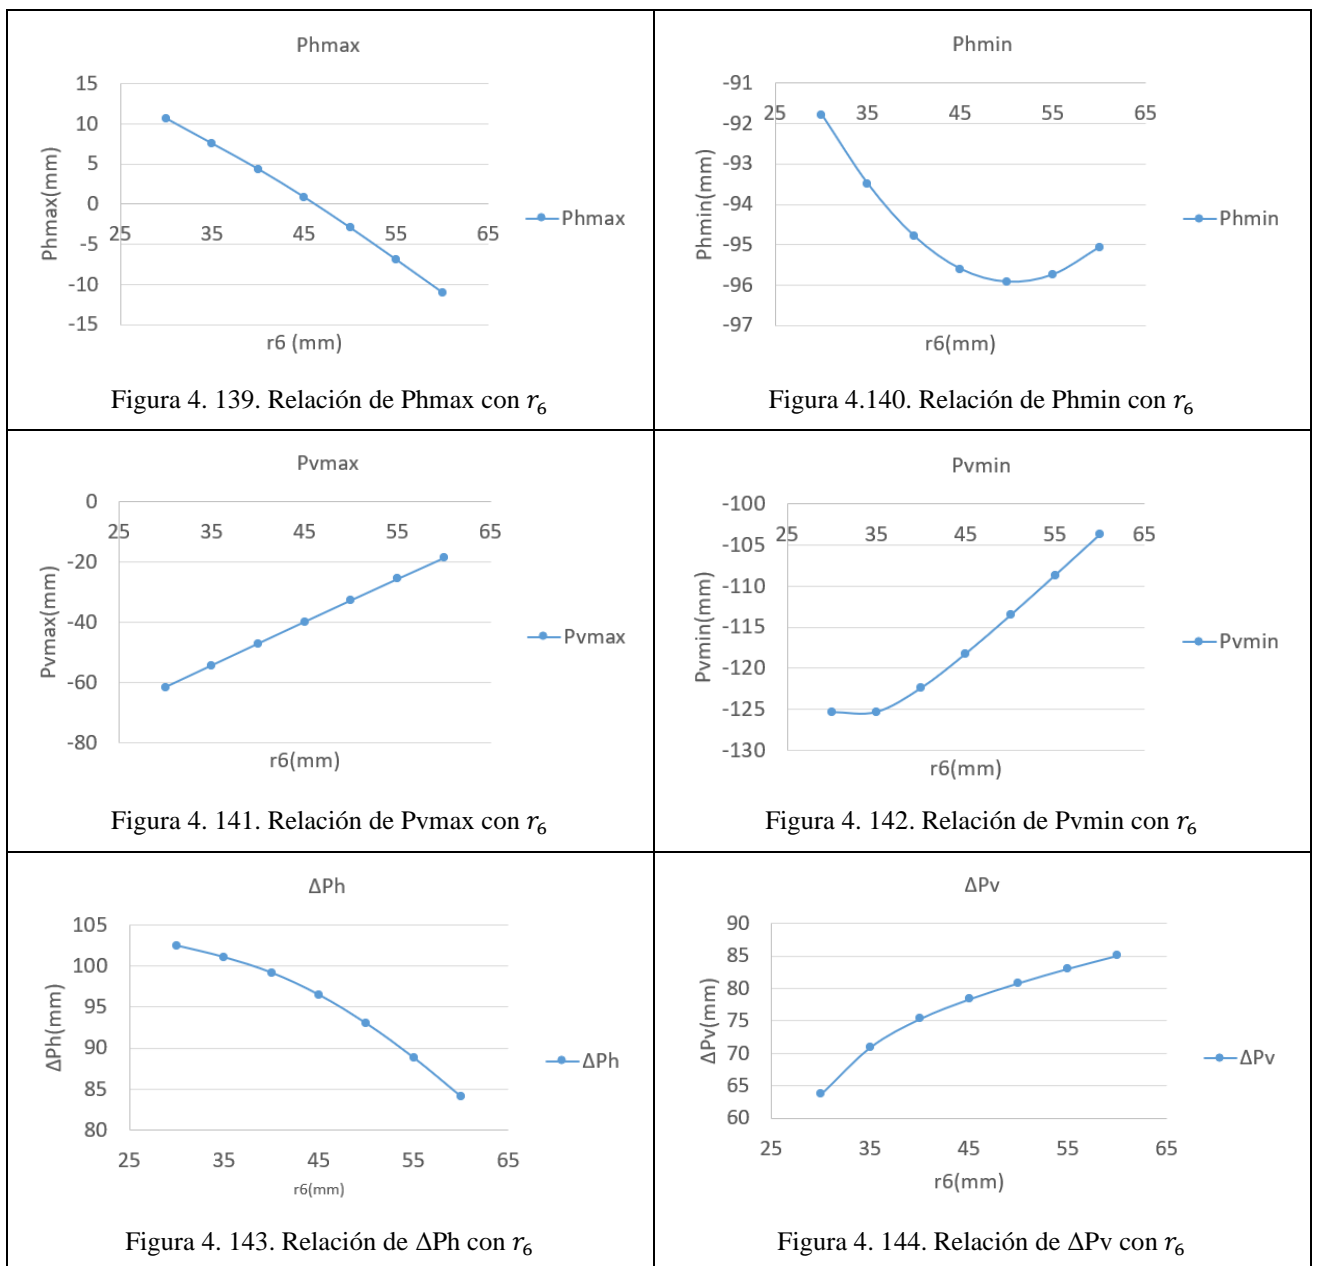 Phmax
15
10
5
0
-5
-10
-15
25 35 45 55 65
Phmax(mm)
r6 (mm)
Phmax
Figura 4. 139. Relación de Phmax con r₆
Phmin
-91
-92
-93
-94
-95
-96
-97
25 35 45 55 65
Phmin(mm)
r6(mm)
Phmin
Figura 4.140. Relación de Phmin con r₆
Pvmax
0
-20
-40
-60
-80
25 35 45 55 65
Pvmax(mm)
r6(mm)
Pvmax
Figura 4. 141. Relación de Pvmax con r₆
Pvmin
-100
-105
-110
-115
-120
-125
-130
25 35 45 55 65
Pvmin(mm)
r6(mm)
Pvmin
Figura 4. 142. Relación de Pvmin con r₆
ΔPh
105
100
95
90
85
80
25 35 45 55 65
ΔPh(mm)
r6(mm)
ΔPh
Figura 4. 143. Relación de ΔPh con r₆
ΔPv
90
85
80
75
70
65
60
25 35 45 55 65
ΔPv(mm)
r6(mm)
ΔPv
Figura 4. 144. Relación de ΔPv con r₆